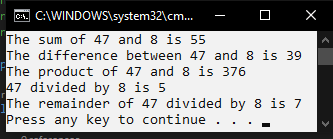 C:\WINDOWS\system32\cm...
The sum of 47 and 8 is 55
The difference between 47 and 8 is 39
The product of 47 and 8 is 376
47 divided by 8 is 5
The remainder of 47 divided by 8 is 7
Press any key to continue . . .